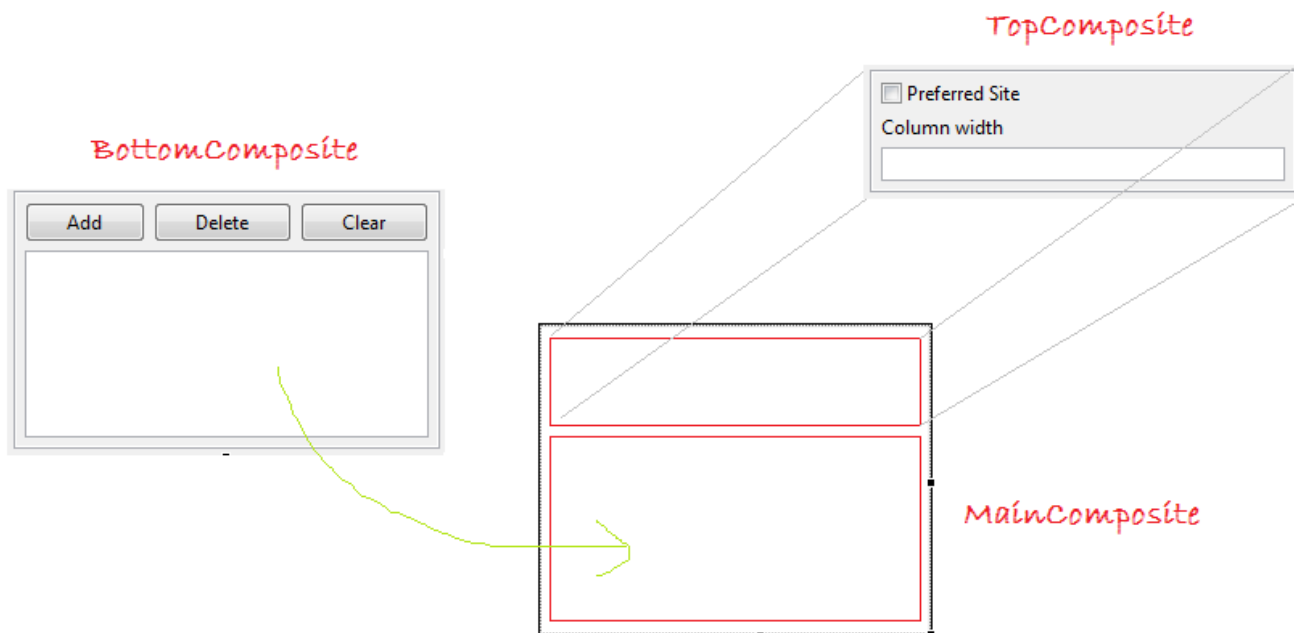 TopComposite
Preferred Site
Column width
BottomComposite
Add Delete Clear
MainComposite